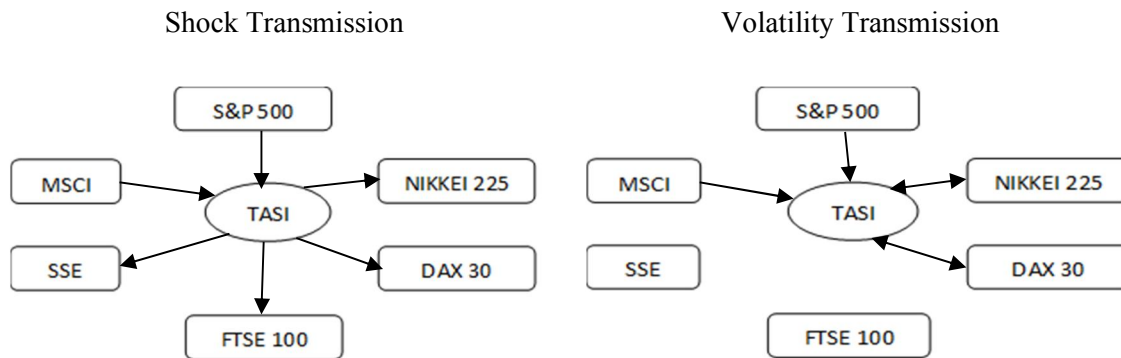 Shock Transmission
S&P 500
MSCI
NIKKEI 225
TASI
SSE
DAX 30
FTSE 100
Volatility Transmission
S&P 500
MSCI
NIKKEI 225
TASI
SSE
DAX 30
FTSE 100